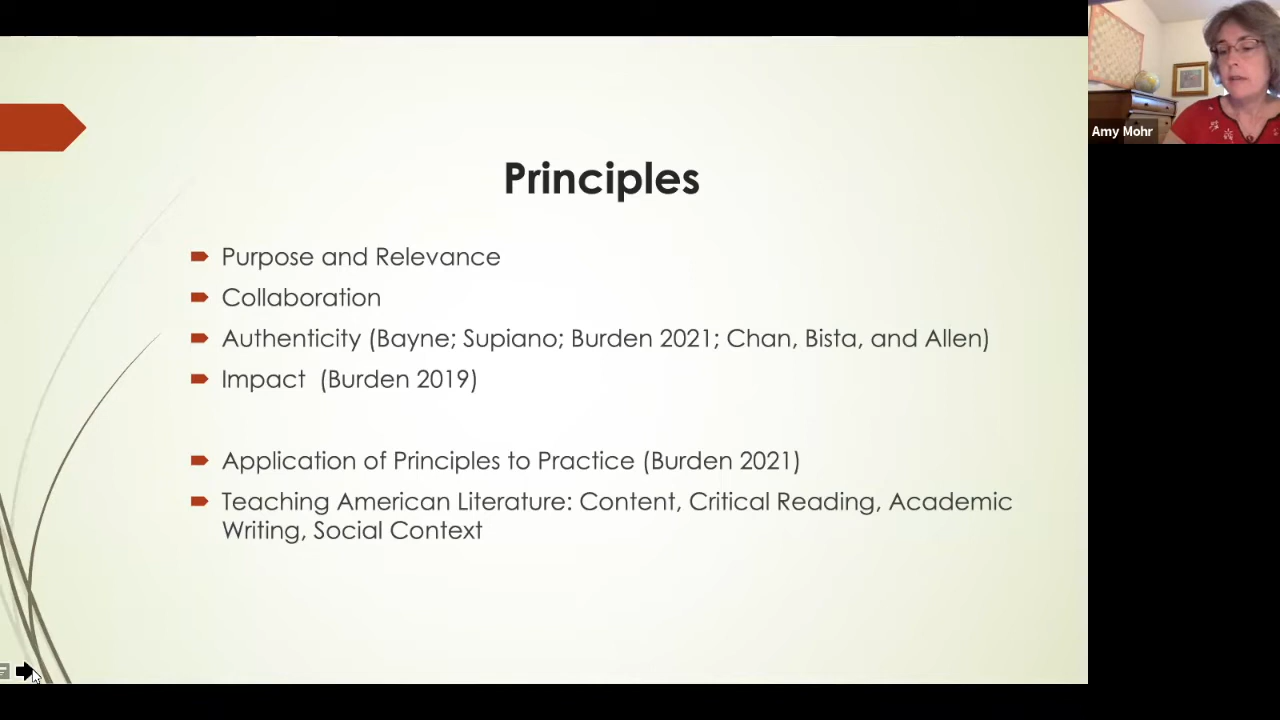 Principles
Purpose and Relevance
Collaboration
Authenticity (Bayne; Supiano; Burden 2021; Chan, Bista, and Allen)
Impact (Burden 2019)
Application of Principles to Practice (Burden 2021)
Teaching American Literature: Content, Critical Reading, Academic
Writing, Social Context
Amy Mohr